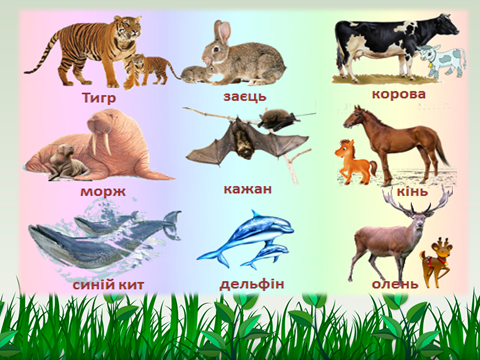 Тигр
заєць
корова
морж
кажан
кінь
синій кит
дельфін
олень